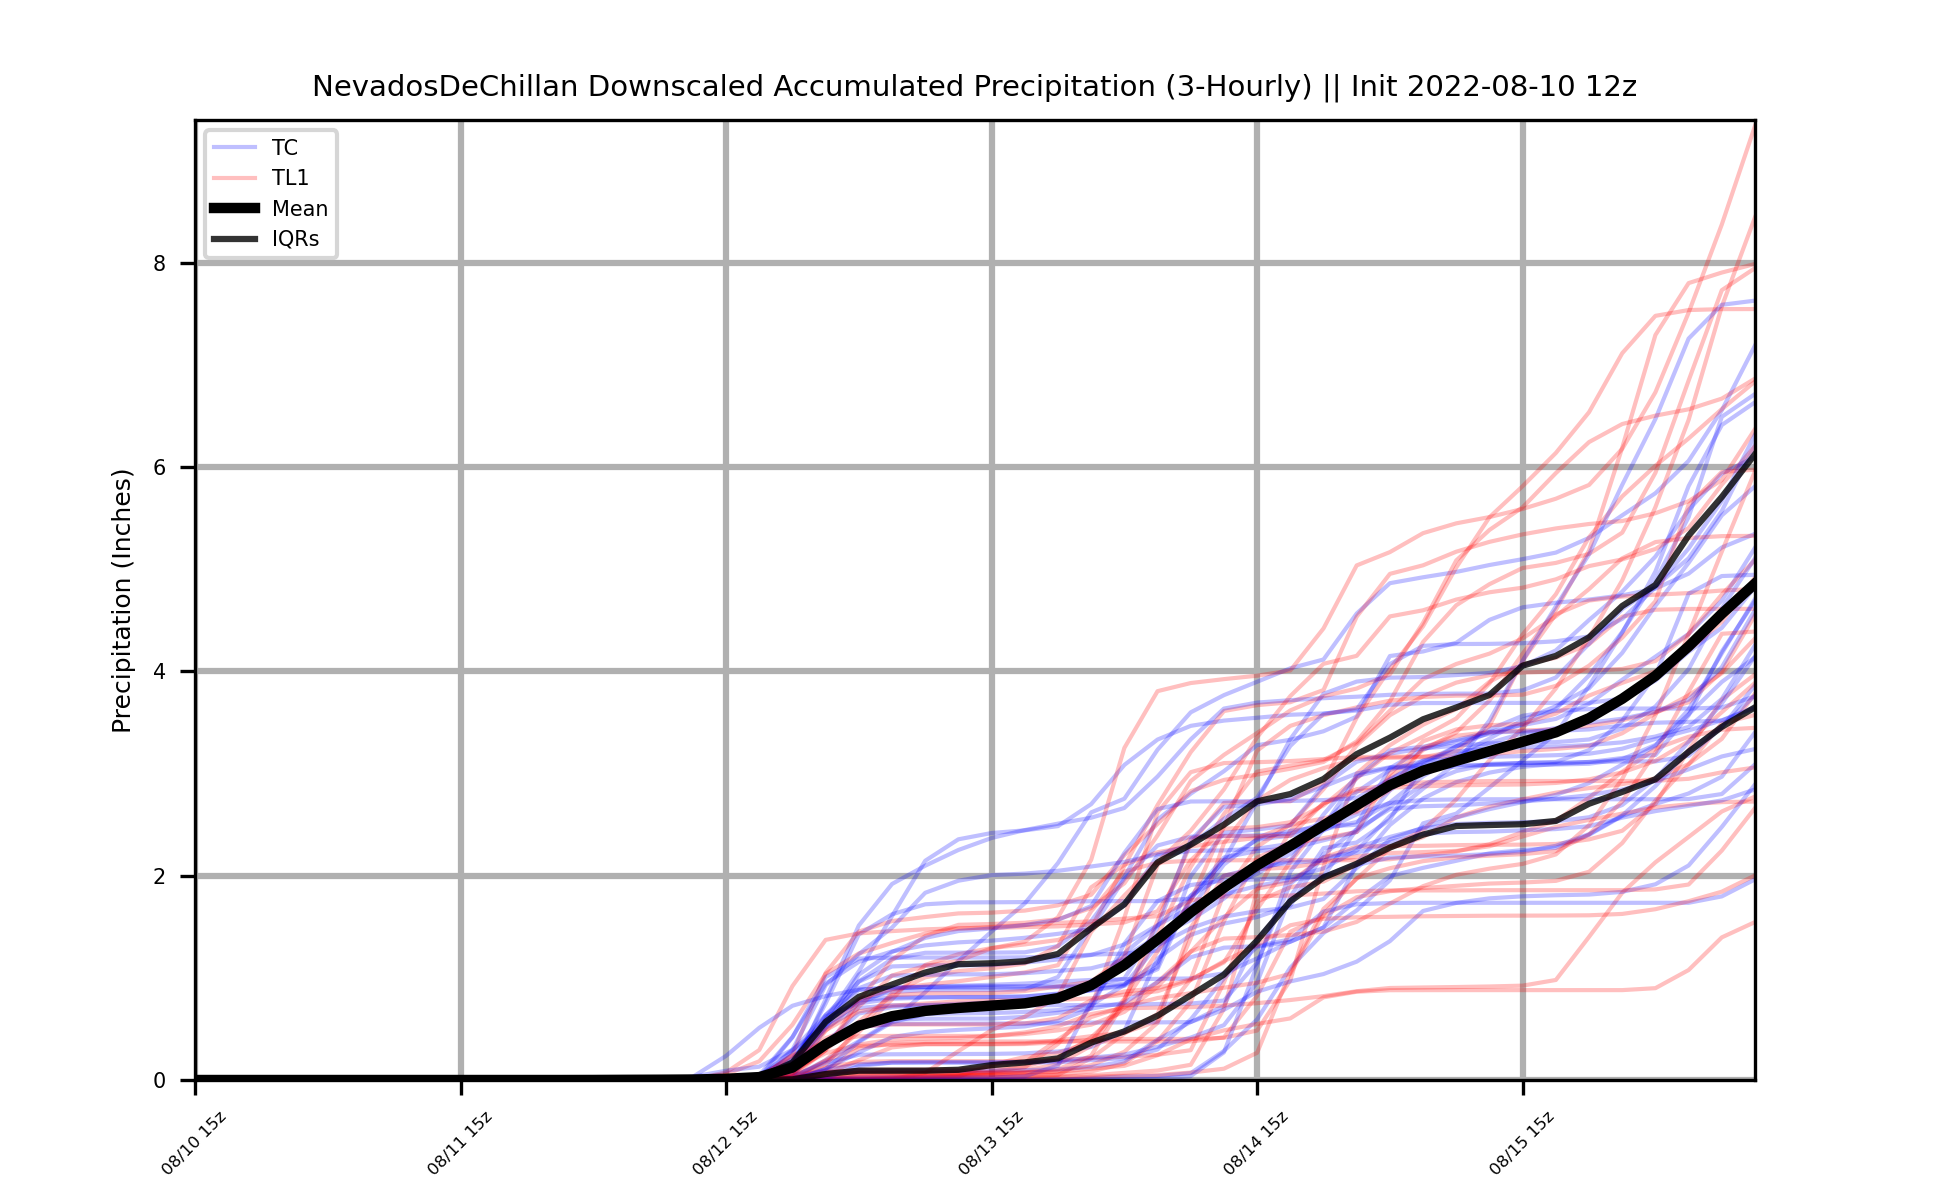 NevadosDeChillan Downscaled Accumulated Precipitation (3-Hourly) || Init 2022-08-10 12z
TC
TL1
Mean
IQRs
Precipitation (Inches)
8
6
4
2
0
08/10 15z
08/11 15z
08/12 15z
08/13 15z
08/14 15z
08/15 15z